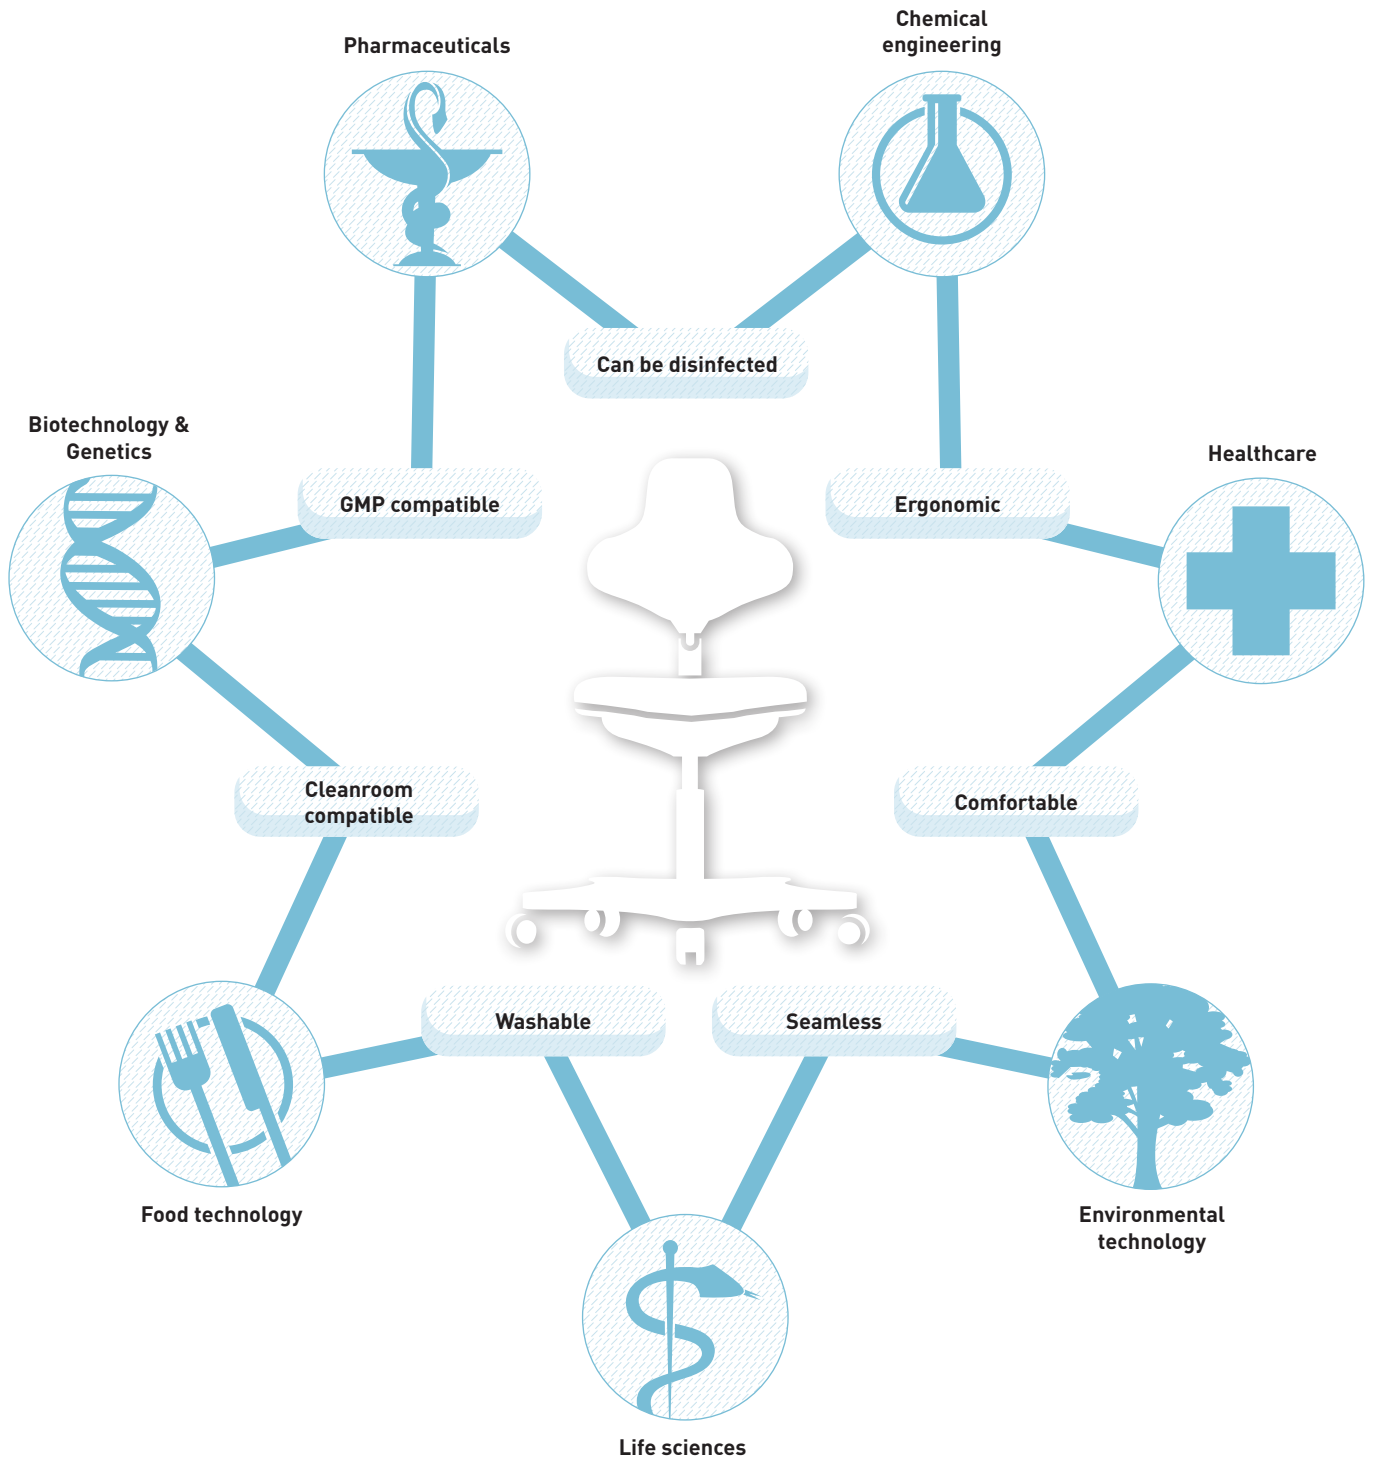 Chemical
engineering
Pharmaceuticals
Can be disinfected
Biotechnology &
Genetics
Healthcare
GMP compatible
Ergonomic
Cleanroom
compatible
Comfortable
Washable
Seamless
Food technology
Environmental
technology
Life sciences